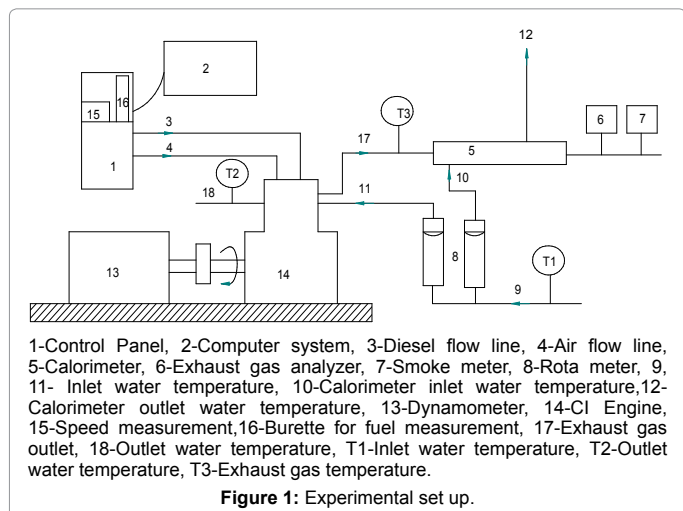 12
2
16
15
3
T3
6
7
17
5
1
4
T2
10
18
11
8
T1
13
14
9
1-Control Panel, 2-Computer system, 3-Diesel flow line, 4-Air flow line,
5-Calorimeter, 6-Exhaust gas analyzer, 7-Smoke meter, 8-Rota meter, 9,
11- Inlet water temperature, 10-Calorimeter inlet water temperature,12-
Calorimeter outlet water temperature, 13-Dynamometer, 14-CI Engine,
15-Speed measurement,16-Burette for fuel measurement, 17-Exhaust gas
outlet, 18-Outlet water temperature, T1-Inlet water temperature, T2-Outlet
water temperature, T3-Exhaust gas temperature.
Figure 1: Experimental set up.